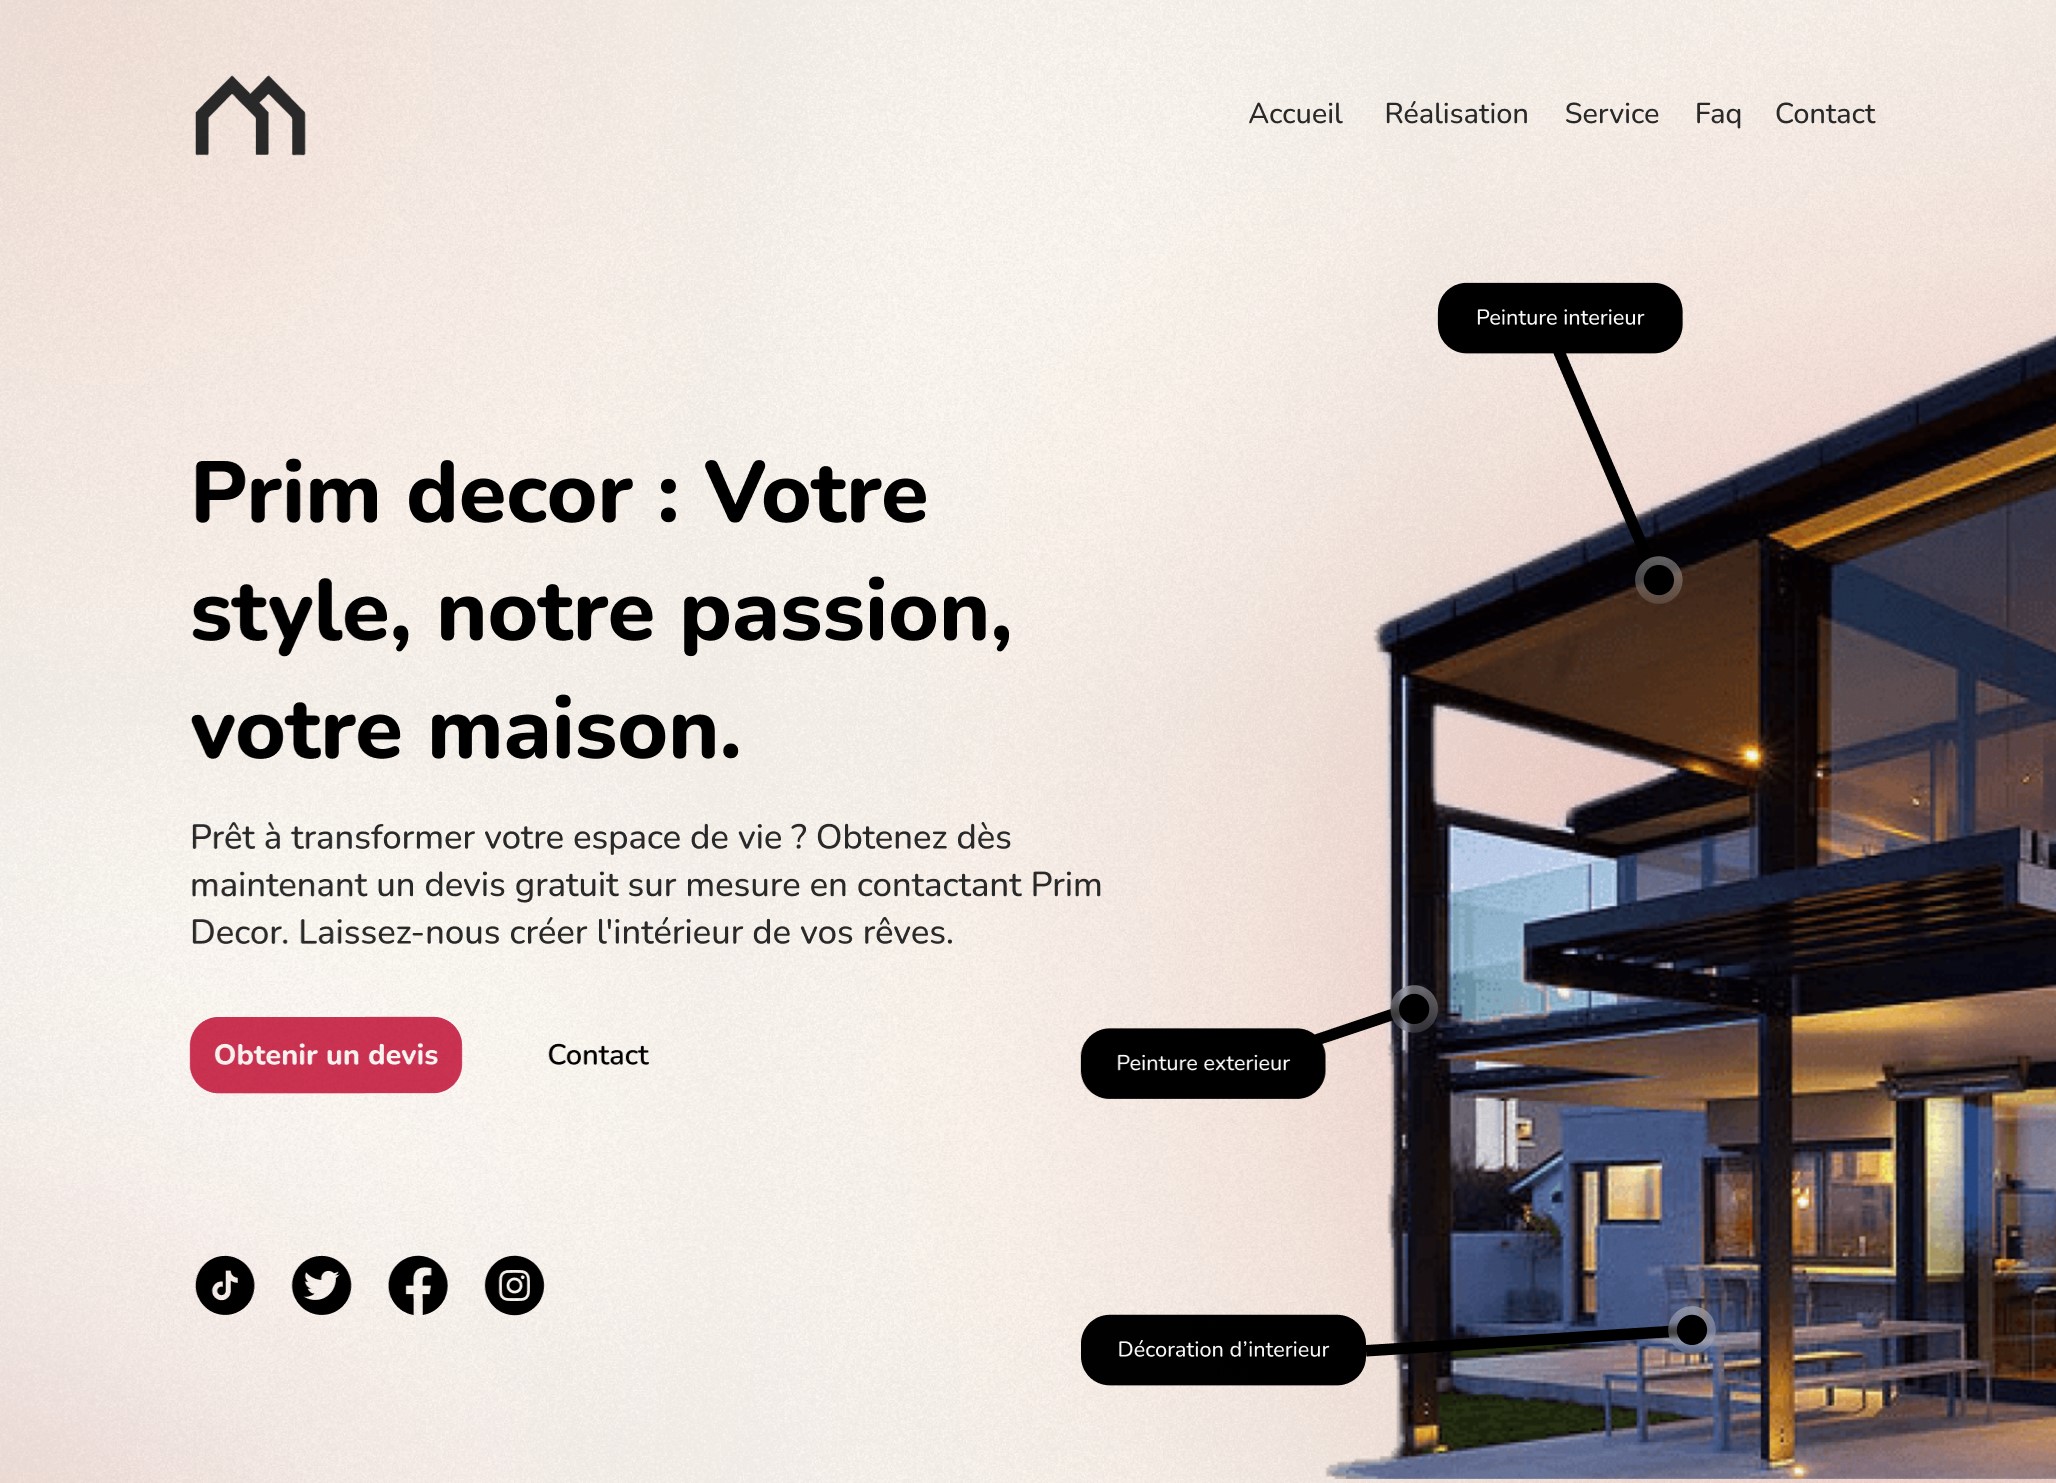 Accueil Réalisation Service Faq Contact
Peinture interieur
Prim decor : Votre
style, notre passion,
votre maison.
Prêt à transformer votre espace de vie ? Obtenez dès
maintenant un devis gratuit sur mesure en contactant Prim
Decor. Laissez-nous créer l'intérieur de vos rêves.
Obtenir un devis
Contact
Peinture exterieur
Décoration d’interieur